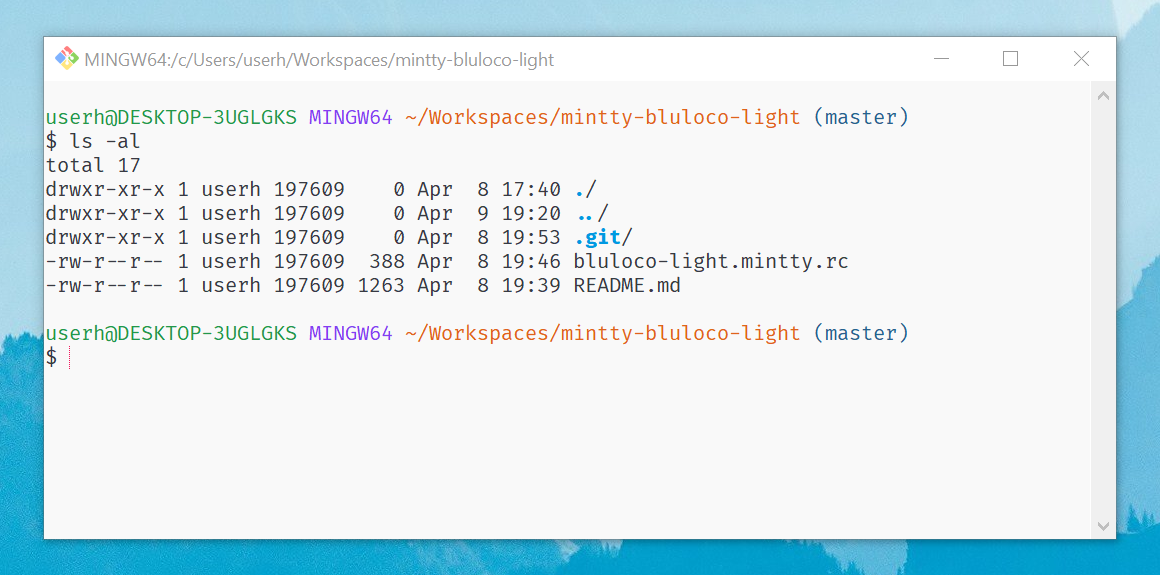 MINGW64:/c/Users/userh/Workspaces/mintty-bluloco-light
userh@DESKTOP-3UGLGKS MINGW64 ~/Workspaces/mintty-bluloco-light (master)
$ ls -al
total 17
drwxr-xr-x 1 userh 197609    0 Apr  8 17:40 ./
drwxr-xr-x 1 userh 197609    0 Apr  9 19:20 ../
drwxr-xr-x 1 userh 197609    0 Apr  8 19:53 .git/
-rw-r--r-- 1 userh 197609  388 Apr  8 19:46 bluloco-light.mintty.rc
-rw-r--r-- 1 userh 197609 1263 Apr  8 19:39 README.md
userh@DESKTOP-3UGLGKS MINGW64 ~/Workspaces/mintty-bluloco-light (master)
$